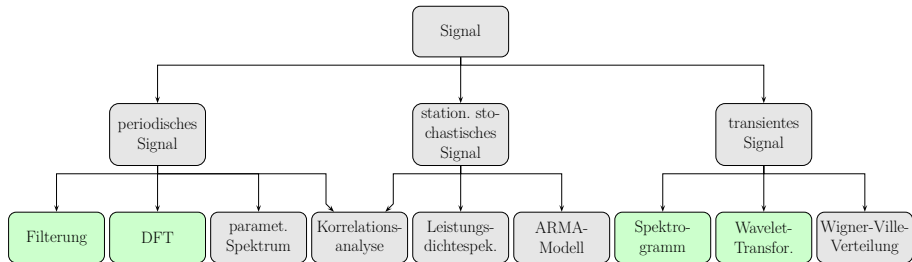 Signal
periodisches
Signal
station. sto-
chastisches
Signal
transientes
Signal
Filterung
DFT
paramet.
Spektrum
Korrelations-
analyse
Leistungs-
dichtespek.
ARMA-
Modell
Spektro-
gramm
Wavelet-
Transfor.
Wigner-Ville-
Verteilung